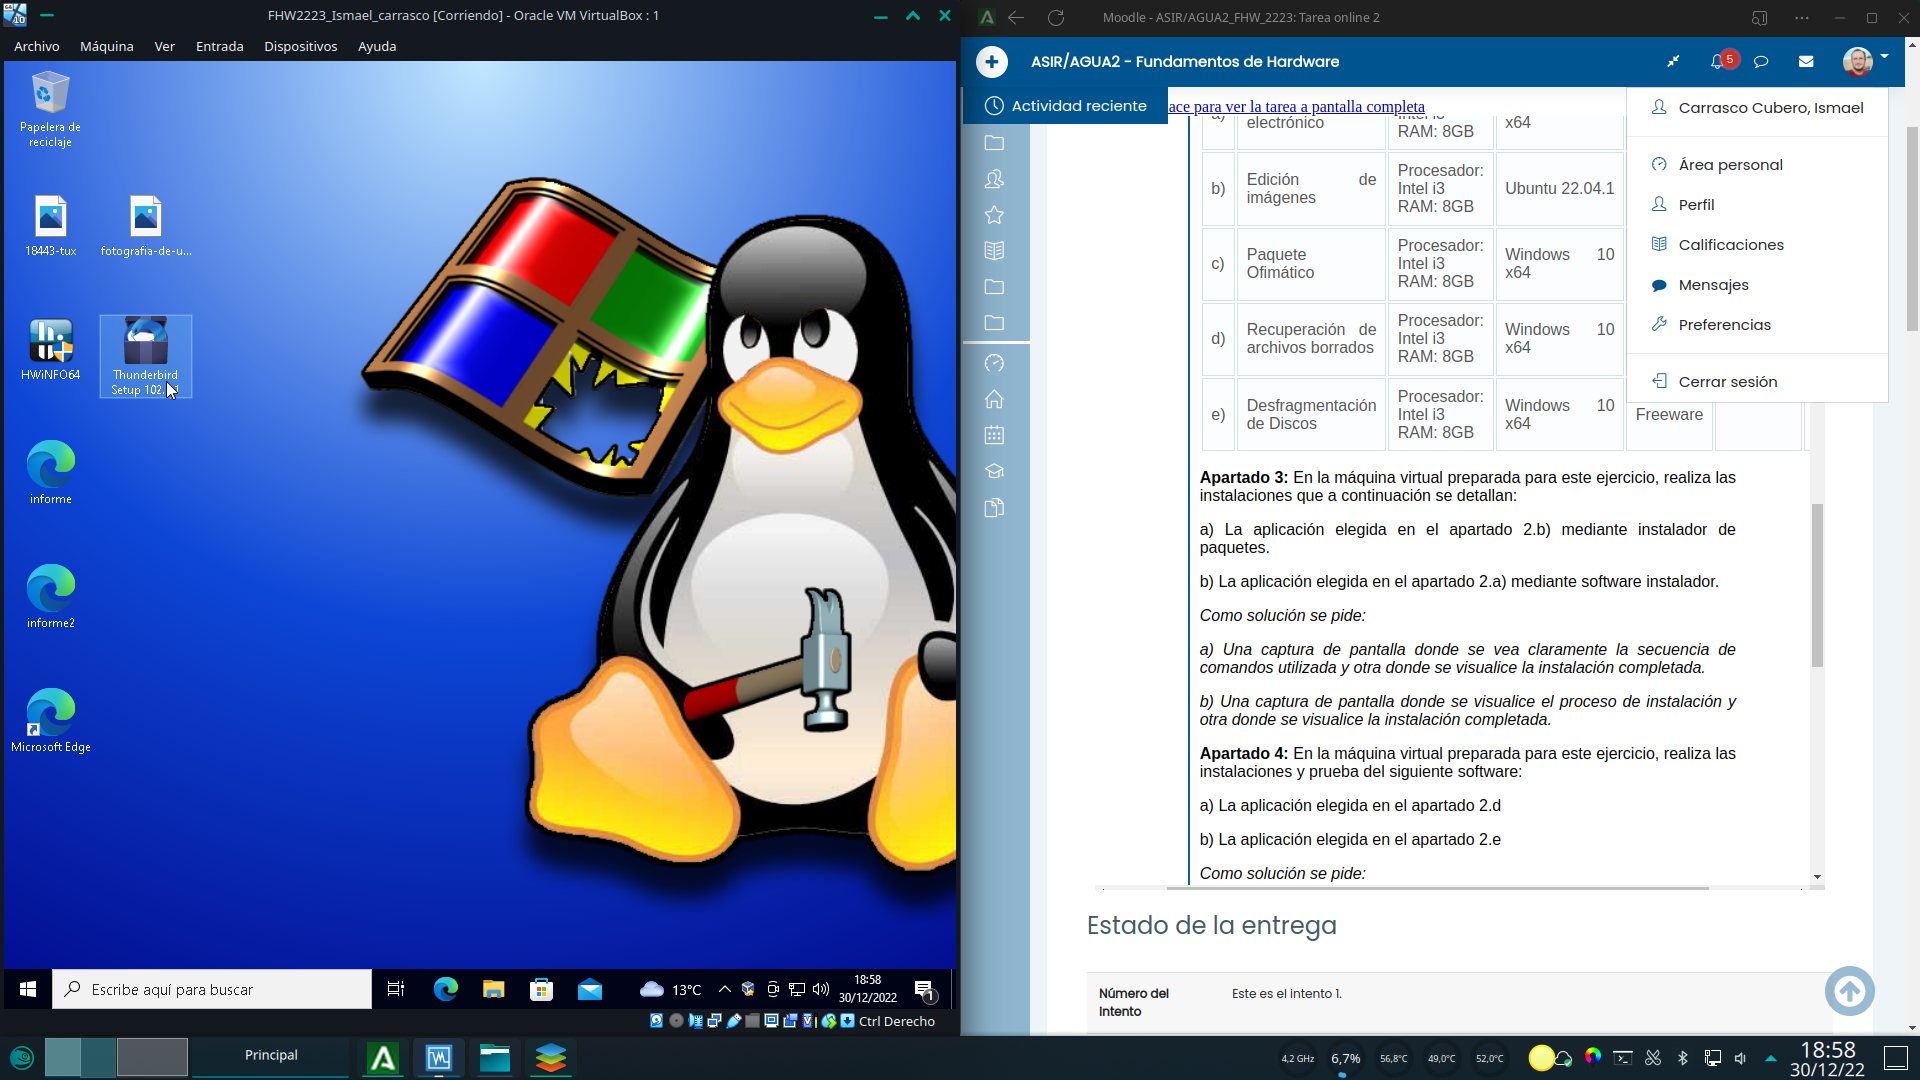 FHW2223_Ismael_carrasco [Corriendo] - Oracle VM VirtualBox : 1
Archivo Máquina Ver Entrada Dispositivos Ayuda
Papelera de
reciclaje
18443-tux
fotografia-de-u...
HWiNFO64
Thunderbird
Setup 102.
informe
informe2
Microsoft Edge
Escribe aquí para buscar
13°C
18:58
30/12/2022
1
Ctrl Derecho
Moodle - ASIR/AGUA2_FHW_2223: Tarea online 2
ASIR/AGUA2 - Fundamentos de Hardware
5
Actividad reciente
ace para ver la tarea a pantalla completa
Carrasco Cubero, Ismael
Área personal
Perfil
Calificaciones
Mensajes
Preferencias
Cerrar sesión
a)
electrónico
Intel i3
RAM: 8GB
x64
b)
Edición de
imágenes
Procesador:
Intel i3
RAM: 8GB
Ubuntu 22.04.1
c)
Paquete
Ofimático
Procesador:
Intel i3
RAM: 8GB
Windows 10
x64
d)
Recuperación de
archivos borrados
Procesador:
Intel i3
RAM: 8GB
Windows 10
x64
e)
Desfragmentación
de Discos
Procesador:
Intel i3
RAM: 8GB
Windows 10
x64
Freeware
Apartado 3: En la máquina virtual preparada para este ejercicio, realiza las
instalaciones que a continuación se detallan:
a) La aplicación elegida en el apartado 2.b) mediante instalador de
paquetes.
b) La aplicación elegida en el apartado 2.a) mediante software instalador.
Como solución se pide:
a) Una captura de pantalla donde se vea claramente la secuencia de
comandos utilizada y otra donde se visualice la instalación completada.
b) Una captura de pantalla donde se visualice el proceso de instalación y
otra donde se visualice la instalación completada.
Apartado 4: En la máquina virtual preparada para este ejercicio, realiza las
instalaciones y prueba del siguiente software:
a) La aplicación elegida en el apartado 2.d
b) La aplicación elegida en el apartado 2.e
Como solución se pide:
Estado de la entrega
Número del
Intento
Este es el intento 1.
Principal
4,2 GHz
6,7%
56,8°C
49,0°C
52,0°C
18:58
30/12/22